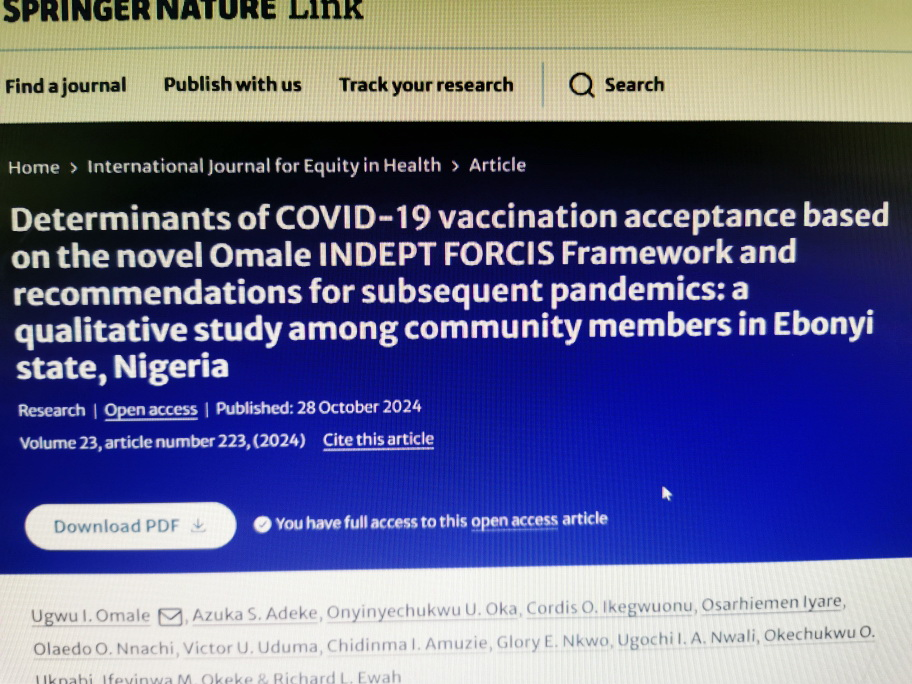 SPRINGER NATURE Link
Find a journal Publish with us Track your research Search
Home > International Journal for Equity in Health > Article
Determinants of COVID-19 vaccination acceptance based
on the novel Omale INDEPT FORCIS Framework and
recommendations for subsequent pandemics: a
qualitative study among community members in Ebonyi
state, Nigeria
Research | Open access | Published: 28 October 2024
Volume 23, article number 223, (2024) Cite this article
Download PDF You have full access to this open access article
Ugwu I. Omale, Azuka S. Adeke, Onyinyechukwu U. Oka, Cordis O. Ikegwuonu, Osarhiemen Iyare,
Olaedo O. Nnachi, Victor U. Uduma, Chidinma I. Amuzie, Glory E. Nkwo, Ugochi I. A. Nwali, Okechukwu O.
Ukpabi, Ifeyinwa M. Okeke & Richard L. Ewah